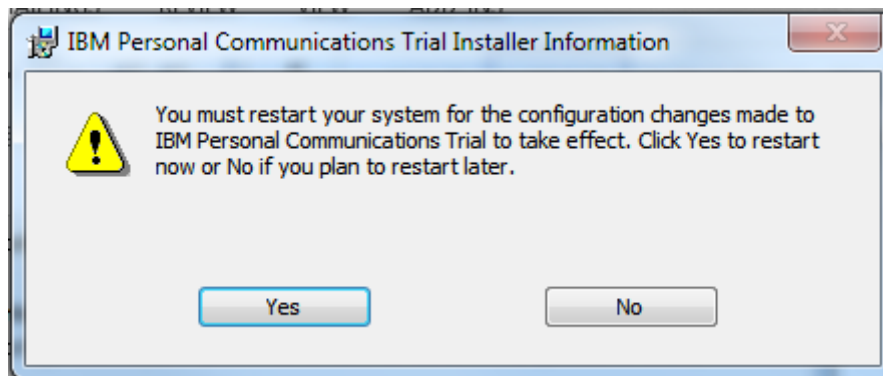 IBM Personal Communications Trial Installer Information
You must restart your system for the configuration changes made to
IBM Personal Communications Trial to take effect. Click Yes to restart
now or No if you plan to restart later.
Yes
No